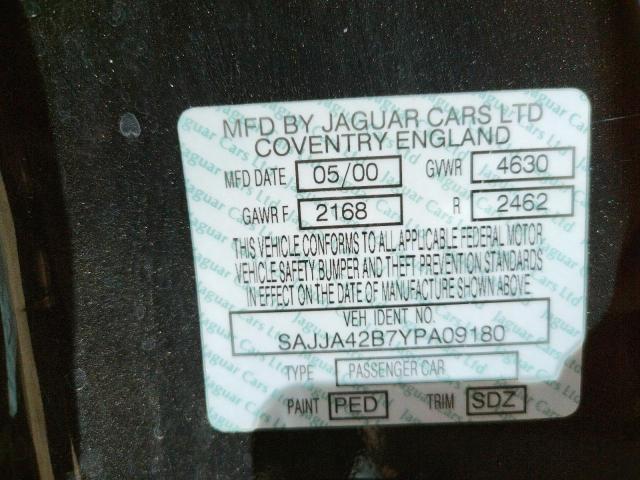 MFD BY JAGUAR CARS LTD
COVENTRY ENGLAND
MFD DATE 05/00 GVWR 4630
GAWR F 2168 R 2462
THIS VEHICLE CONFORMS TO ALL APPLICABLE FEDERAL MOTOR
VEHICLE SAFETY BUMPER AND THEFT PREVENTION STANDARDS
IN EFFECT ON THE DATE OF MANUFACTURE SHOWN ABOVE
VEH. IDENT NO.
SAJJA42B7YPA09180
TYPE PASSENGER CAR
PAINT PED TRIM SDZ